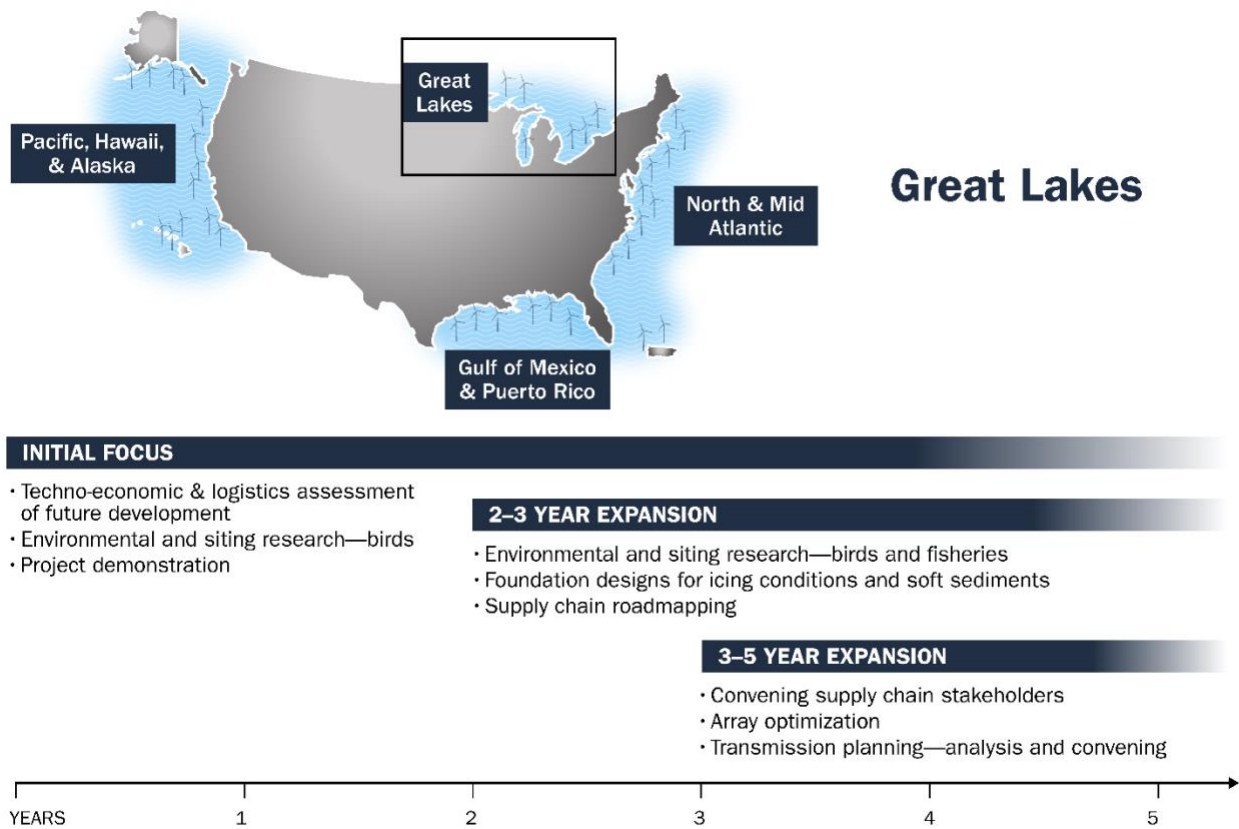 Great
Lakes
Pacific, Hawaii,
& Alaska
Great Lakes
North & Mid
Atlantic
Gulf of Mexico
& Puerto Rico
INITIAL FOCUS
· Techno-economic & logistics assessment
of future development
· Environmental and siting research—birds
· Project demonstration
2–3 YEAR EXPANSION
· Environmental and siting research—birds and fisheries
· Foundation designs for icing conditions and soft sediments
· Supply chain roadmapping
3–5 YEAR EXPANSION
· Convening supply chain stakeholders
· Array optimization
· Transmission planning—analysis and convening
YEARS 1 2 3 4 5